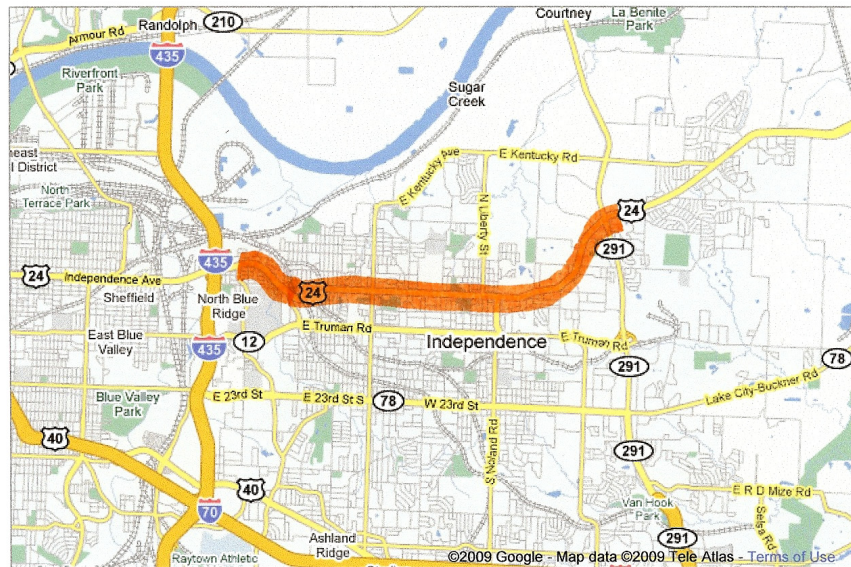 Courtney
La Benite
Park
Randolph
210
Armour Rd
435
Riverfront
Park
Sugar
Creek
E Kentucky Ave
E Kentucky Rd
N Liberty St
North
Terrace Park
24
291
435
24
Independence Ave
Sheffield
North Blue
Ridge
24
E Truman Rd
E Truman Rd
East Blue
Valley
12
435
Independence
291
78
Blue Valley
Park
E 23rd St
E 23rd St S
78
W 23rd St
Lake City-Buckner Rd
40
S Noland Rd
291
40
70
E R D Mize Rd
Van Hook
Park
Selsa Rd
291
Ashland
Ridge
Raytown Athletic
©2009 Google - Map data ©2009 Tele Atlas - Terms of Use